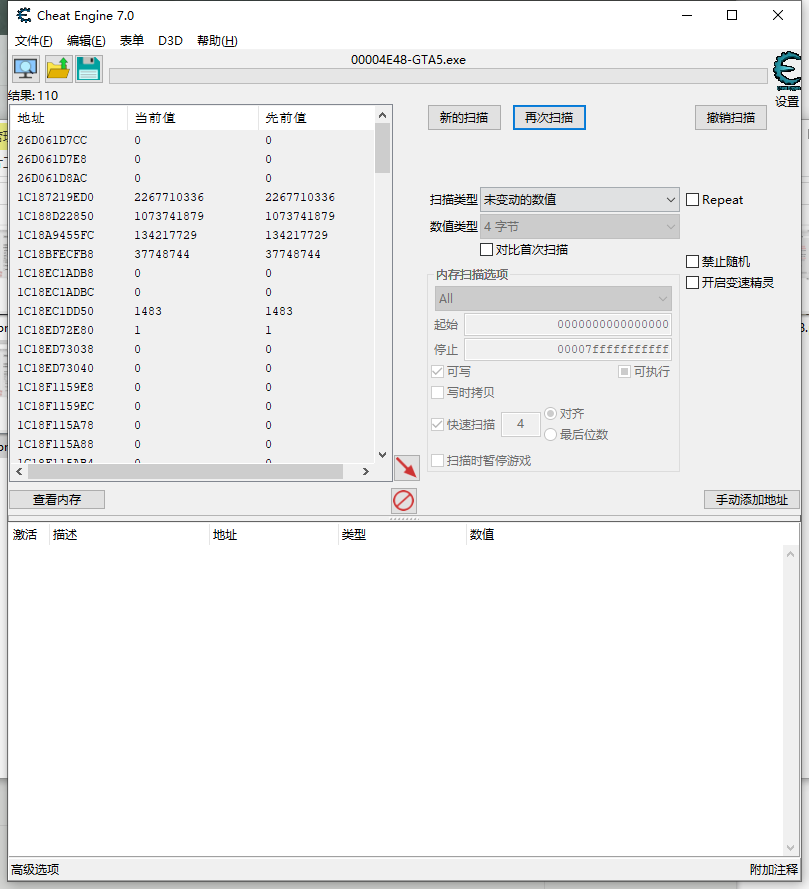 Cheat Engine 7.0
文件(F) 编辑(E) 表单 D3D 帮助(H)
00004E48-GTA5.exe
设置
结果:110
地址 当前值 先前值
26D061D7CC 0 0
26D061D7E8 0 0
26D061D8AC 0 0
1C187219ED0 2267710336 2267710336
1C188D22850 1073741879 1073741879
1C18A9455FC 134217729 134217729
1C18BFECFB8 37748744 37748744
1C18EC1ADB8 0 0
1C18EC1ADBC 0 0
1C18EC1DD50 1483 1483
1C18ED72E80 1 1
1C18ED73038 0 0
1C18ED73040 0 0
1C18F1159E8 0 0
1C18F1159EC 0 0
1C18F115A78 0 0
1C18F115A88 0 0
新的扫描 再次扫描 撤销扫描
扫描类型 未变动的数值 Repeat
数值类型 4 字节
对比首次扫描
禁止随机
开启变速精灵
内存扫描选项
All
起始 0000000000000000
停止 00007fffffffffff
可写 可执行
写时拷贝
快速扫描 4 对齐
最后位数
扫描时暂停游戏
查看内存 手动添加地址
激活 描述 地址 类型 数值
高级选项 附加注释